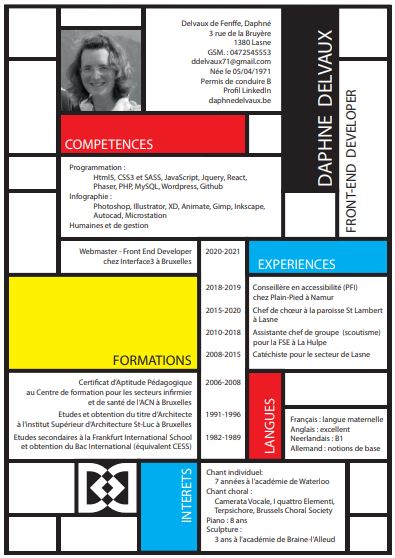 Delvaux de Fenffe, Daphné
3 rue de la Bruyère
1380 Lasne
GSM. : 0472545553
ddelvaux71@gmail.com
Née le 05/04/1971
Permis de conduire B
Profil LinkedIn
daphnedelvaux.be
DAPHNE DELVAUX
FRONT-END DEVELOPER
COMPETENCES
Programmation :
Html5, CSS3 et SASS, JavaScript, Jquery, React,
Phaser, PHP, MySQL, Wordpress, Github
Infographie :
Photoshop, Illustrator, XD, Animate, Gimp, Inkscape,
Autocad, Microstation
Humaines et de gestion
Webmaster - Front End Developer
chez Interface3 à Bruxelles
2020-2021
EXPERIENCES
2018-2019
Conseillère en accessibilité (PFI)
chez Plain-Pied à Namur
2015-2020
Chef de chœur à la paroisse St Lambert
à Lasne
2010-2018
Assistante chef de groupe (scoutisme)
pour la FSE à La Hulpe
2008-2015
Catéchiste pour le secteur de Lasne
FORMATIONS
Certificat d'Aptitude Pédagogique
au Centre de formation pour les secteurs infirmier
et de santé de l'ACN à Bruxelles
2006-2008
Etudes et obtention du titre d'Architecte
à l'institut Supérieur d'Architecture St-Luc à Bruxelles
1991-1996
Etudes secondaires à la Frankfurt International School
et obtention du Bac International (équivalent CESS)
1982-1989
LANGUES
Français : langue maternelle
Anglais : excellent
Neerlandais : B1
Allemand : notions de base
INTERETS
Chant individuel:
7 années à l'académie de Waterloo
Chant choral :
Camerata Vocale, I quattro Elementi,
Terpsichore, Brussels Choral Society
Piano : 8 ans
Sculpture :
3 ans à l'académie de Braine-l'Alleud